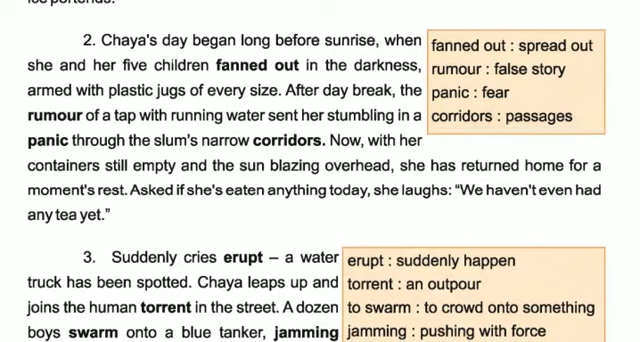 2. Chaya's day began long before sunrise, when
she and her five children fanned out in the darkness,
armed with plastic jugs of every size. After day break, the
rumour of a tap with running water sent her stumbling in a
panic through the slum's narrow corridors. Now, with her
fanned out : spread out
rumour : false story
panic : fear
corridors : passages
containers still empty and the sun blazing overhead, she has returned home for a
moment's rest. Asked if she's eaten anything today, she laughs: “We haven't even had
any tea yet.”
3. Suddenly cries erupt – a water
truck has been spotted. Chaya leaps up and
joins the human torrent in the street. A dozen
boys swarm onto a blue tanker, jamming
erupt : suddenly happen
torrent : an outpour
to swarm : to crowd onto something
jamming : pushing with force